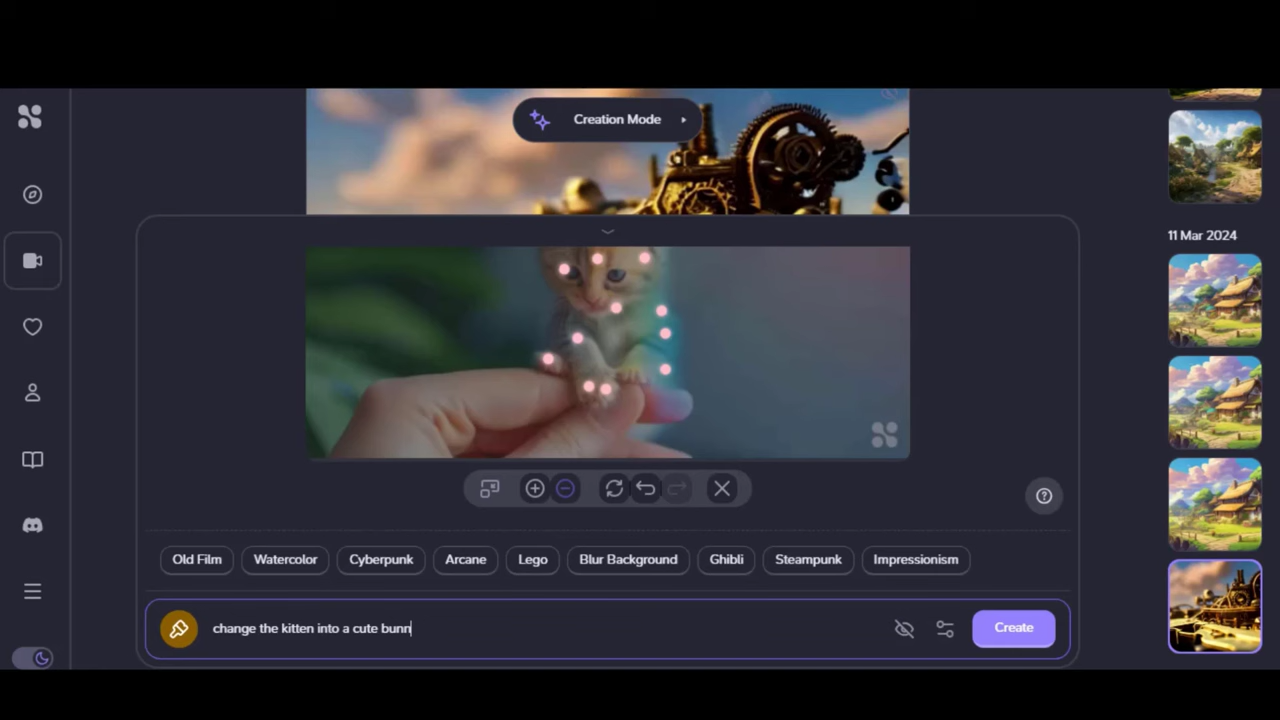 Creation Mode
11 Mar 2024
Old Film
Watercolor
Cyberpunk
Arcane
Lego
Blur Background
Ghibli
Steampunk
Impressionism
change the kitten into a cute bunn
Create